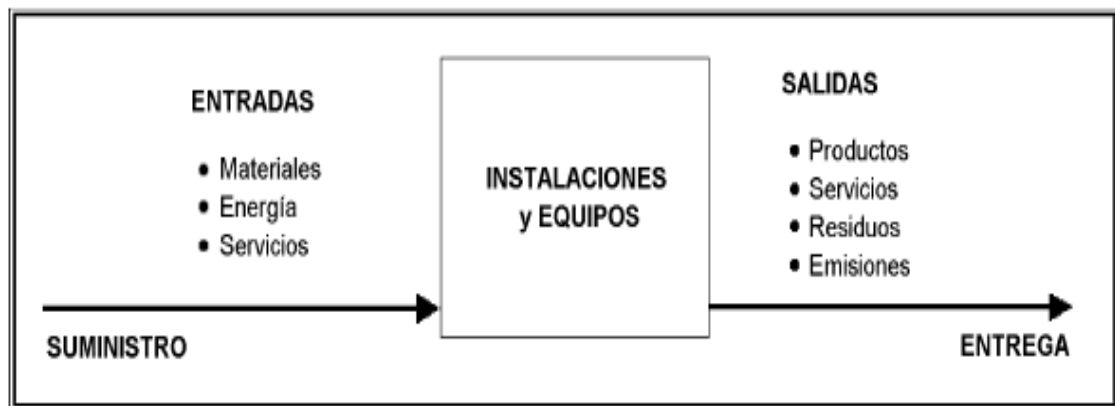 ENTRADAS
• Materiales
• Energía
• Servicios
SUMINISTRO
INSTALACIONES
y EQUIPOS
SALIDAS
• Productos
• Servicios
• Residuos
• Emisiones
ENTREGA